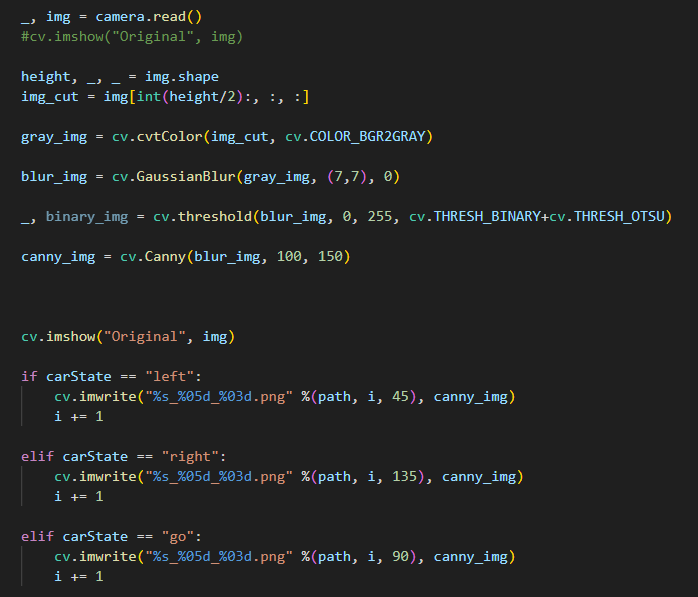 _, img = camera.read()
#cv.imshow("Original", img)
height, _, _ = img.shape
img_cut = img[int(height/2):, :, :]
gray_img = cv.cvtColor(img_cut, cv.COLOR_BGR2GRAY)
blur_img = cv.GaussianBlur(gray_img, (7,7), 0)
_, binary_img = cv.threshold(blur_img, 0, 255, cv.THRESH_BINARY+cv.THRESH_OTSU)
canny_img = cv.Canny(blur_img, 100, 150)
cv.imshow("Original", img)
if carState == "left":
    cv.imwrite("%s_%05d_%03d.png" %(path, i, 45), canny_img)
    i += 1
elif carState == "right":
    cv.imwrite("%s_%05d_%03d.png" %(path, i, 135), canny_img)
    i += 1
elif carState == "go":
    cv.imwrite("%s_%05d_%03d.png" %(path, i, 90), canny_img)
    i += 1